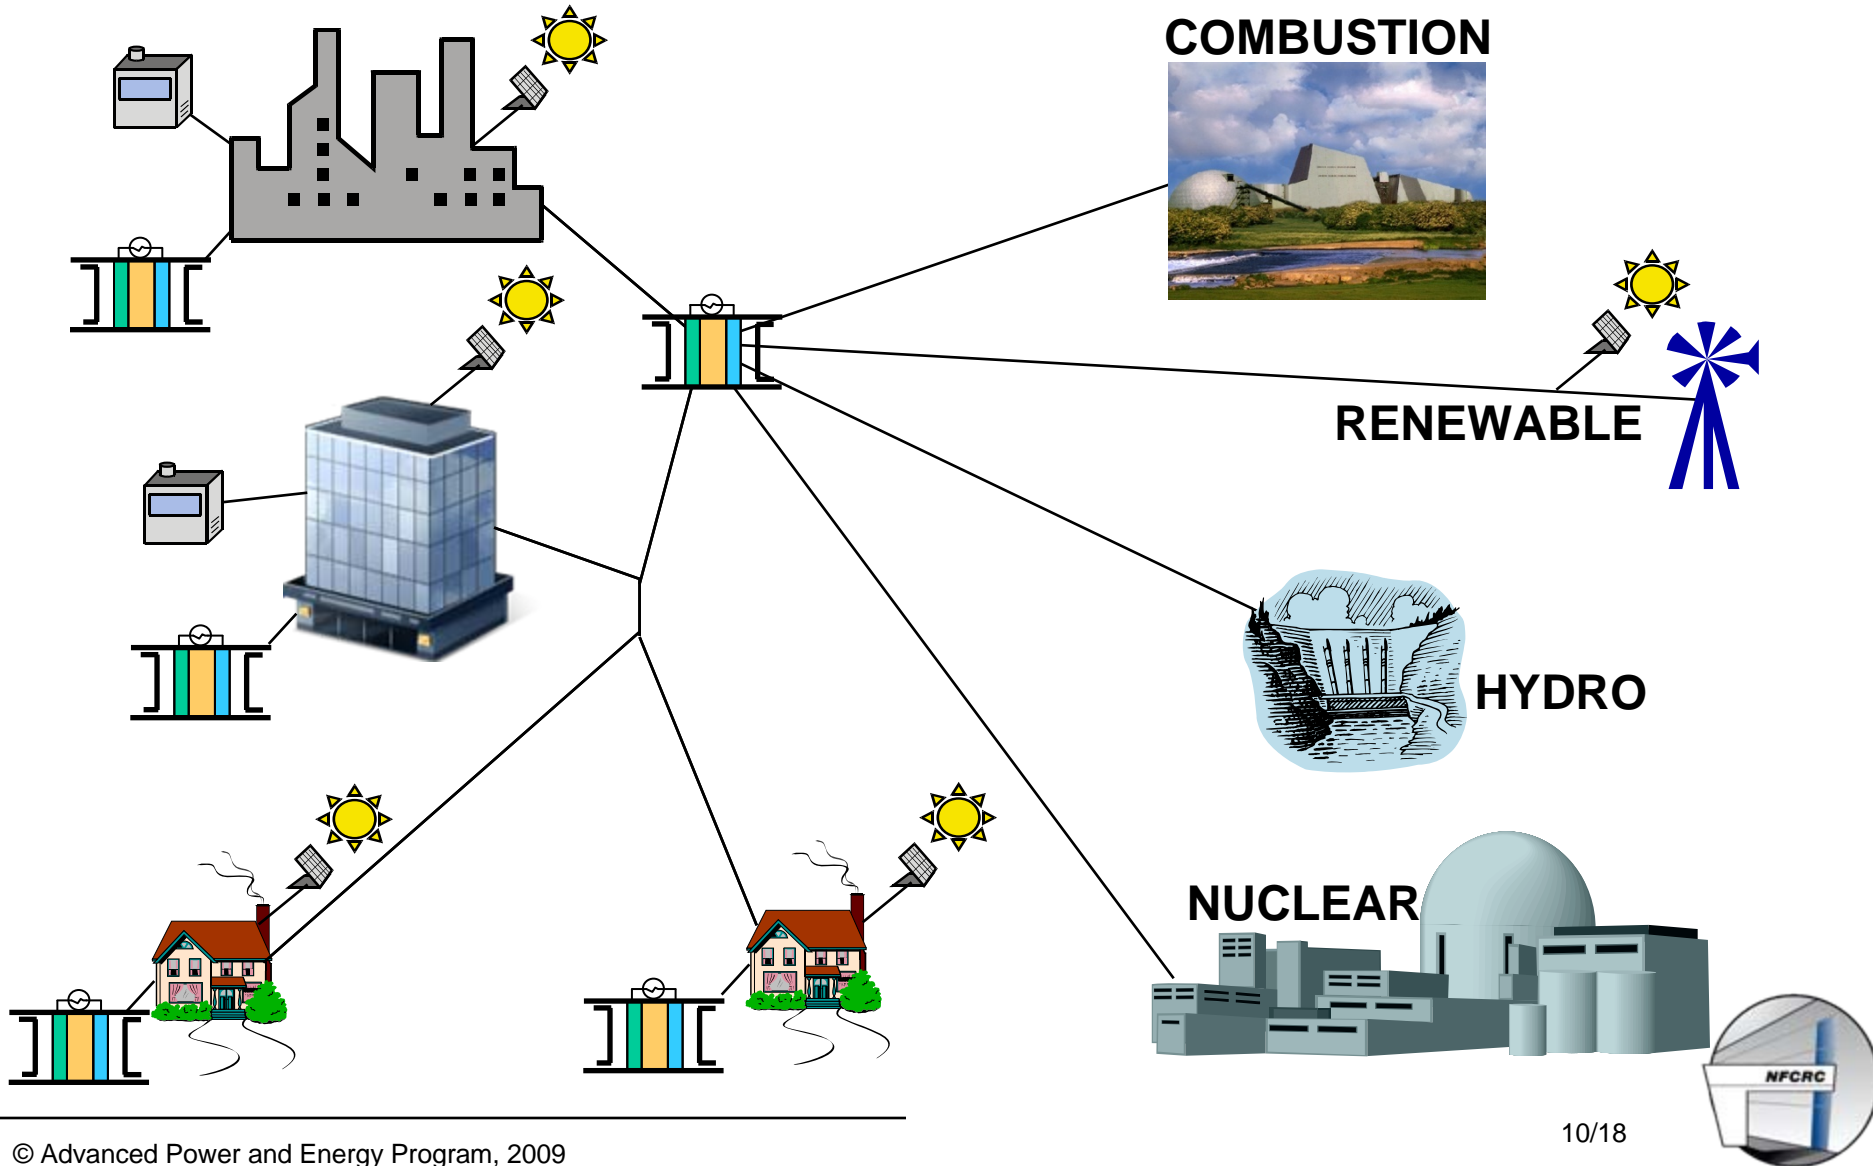 COMBUSTION
RENEWABLE
HYDRO
NUCLEAR
NFCRC
10/18
© Advanced Power and Energy Program, 2009